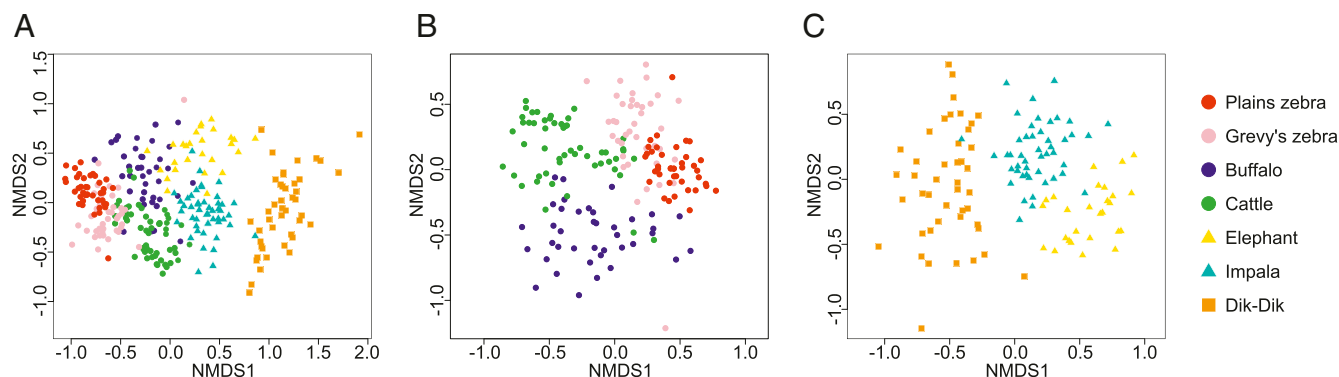 A
1.5
1.0
0.5
0.0
-0.5
-1.0
NMDS2
-1.0 -0.5 0.0 0.5 1.0 1.5 2.0
NMDS1
B
0.5
0.0
-0.5
-1.0
NMDS2
-1.0 -0.5 0.0 0.5 1.0
NMDS1
C
0.5
0.0
-0.5
-1.0
NMDS2
-1.0 -0.5 0.0 0.5 1.0
NMDS1
Plains zebra
Grevy's zebra
Buffalo
Cattle
Elephant
Impala
Dik-Dik